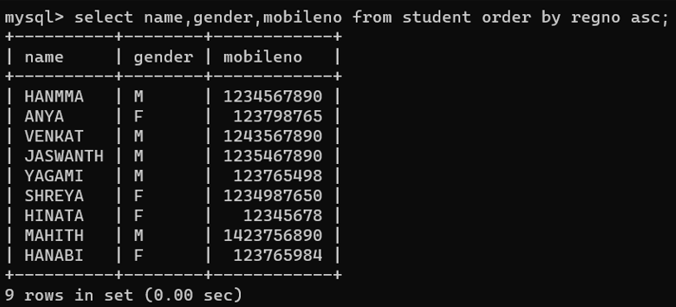 mysql> select name,gender,mobileno from student order by regno asc;
+----------+--------+------------+
| name     | gender | mobileno   |
+----------+--------+------------+
| HANMMA   | M      | 1234567890 |
| ANYA     | F      |  123798765 |
| VENKAT   | M      | 1243567890 |
| JASWANTH | M      | 1235467890 |
| YAGAMI   | M      |  123765498 |
| SHREYA   | F      | 1234987650 |
| HINATA   | F      |   12345678 |
| MAHITH   | M      | 1423756890 |
| HANABI   | F      |  123765984 |
+----------+--------+------------+
9 rows in set (0.00 sec)